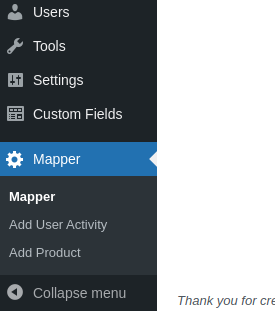 Users
Tools
Settings
Custom Fields
Mapper
Mapper
Add User Activity
Add Product
Collapse menu
Thank you for cre